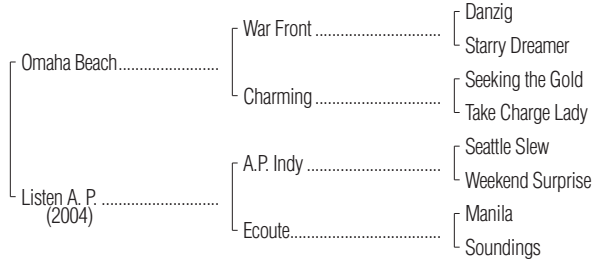 Danzig
War Front
Starry Dreamer
Omaha Beach
Seeking the Gold
Charming
Take Charge Lady
Seattle Slew
A.P. Indy
Weekend Surprise
Listen A. P.
(2004)
Manila
Ecoute
Soundings